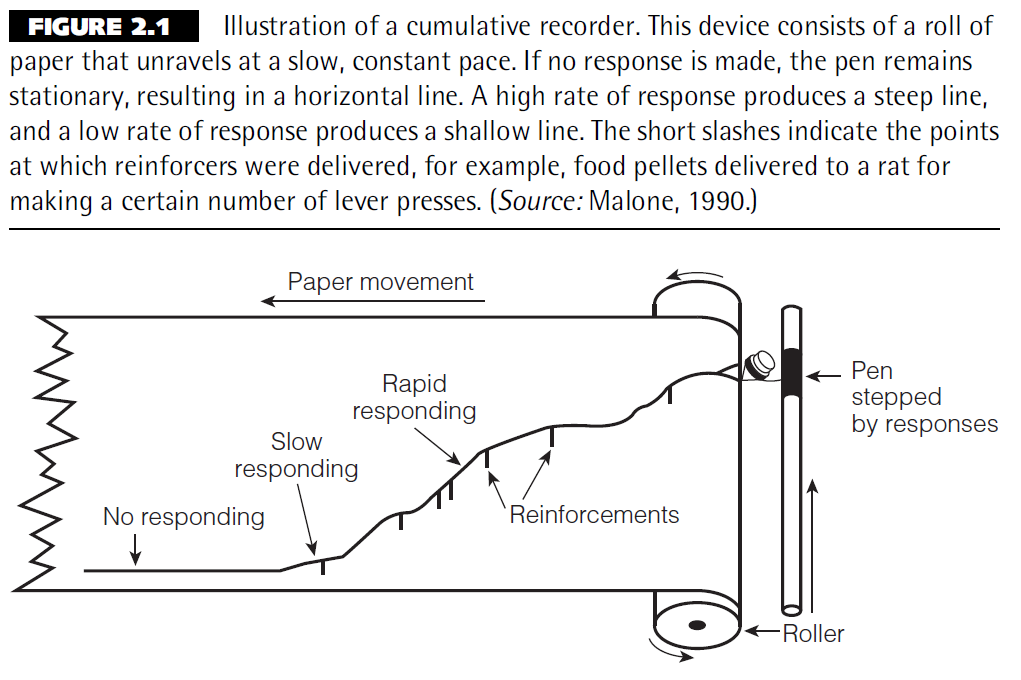 FIGURE 2.1 Illustration of a cumulative recorder. This device consists of a roll of
paper that unravels at a slow, constant pace. If no response is made, the pen remains
stationary, resulting in a horizontal line. A high rate of response produces a steep line,
and a low rate of response produces a shallow line. The short slashes indicate the points
at which reinforcers were delivered, for example, food pellets delivered to a rat for
making a certain number of lever presses. (Source: Malone, 1990.)
Paper movement
Rapid
responding
Pen
stepped
by responses
Slow
responding
No responding
Reinforcements
Roller